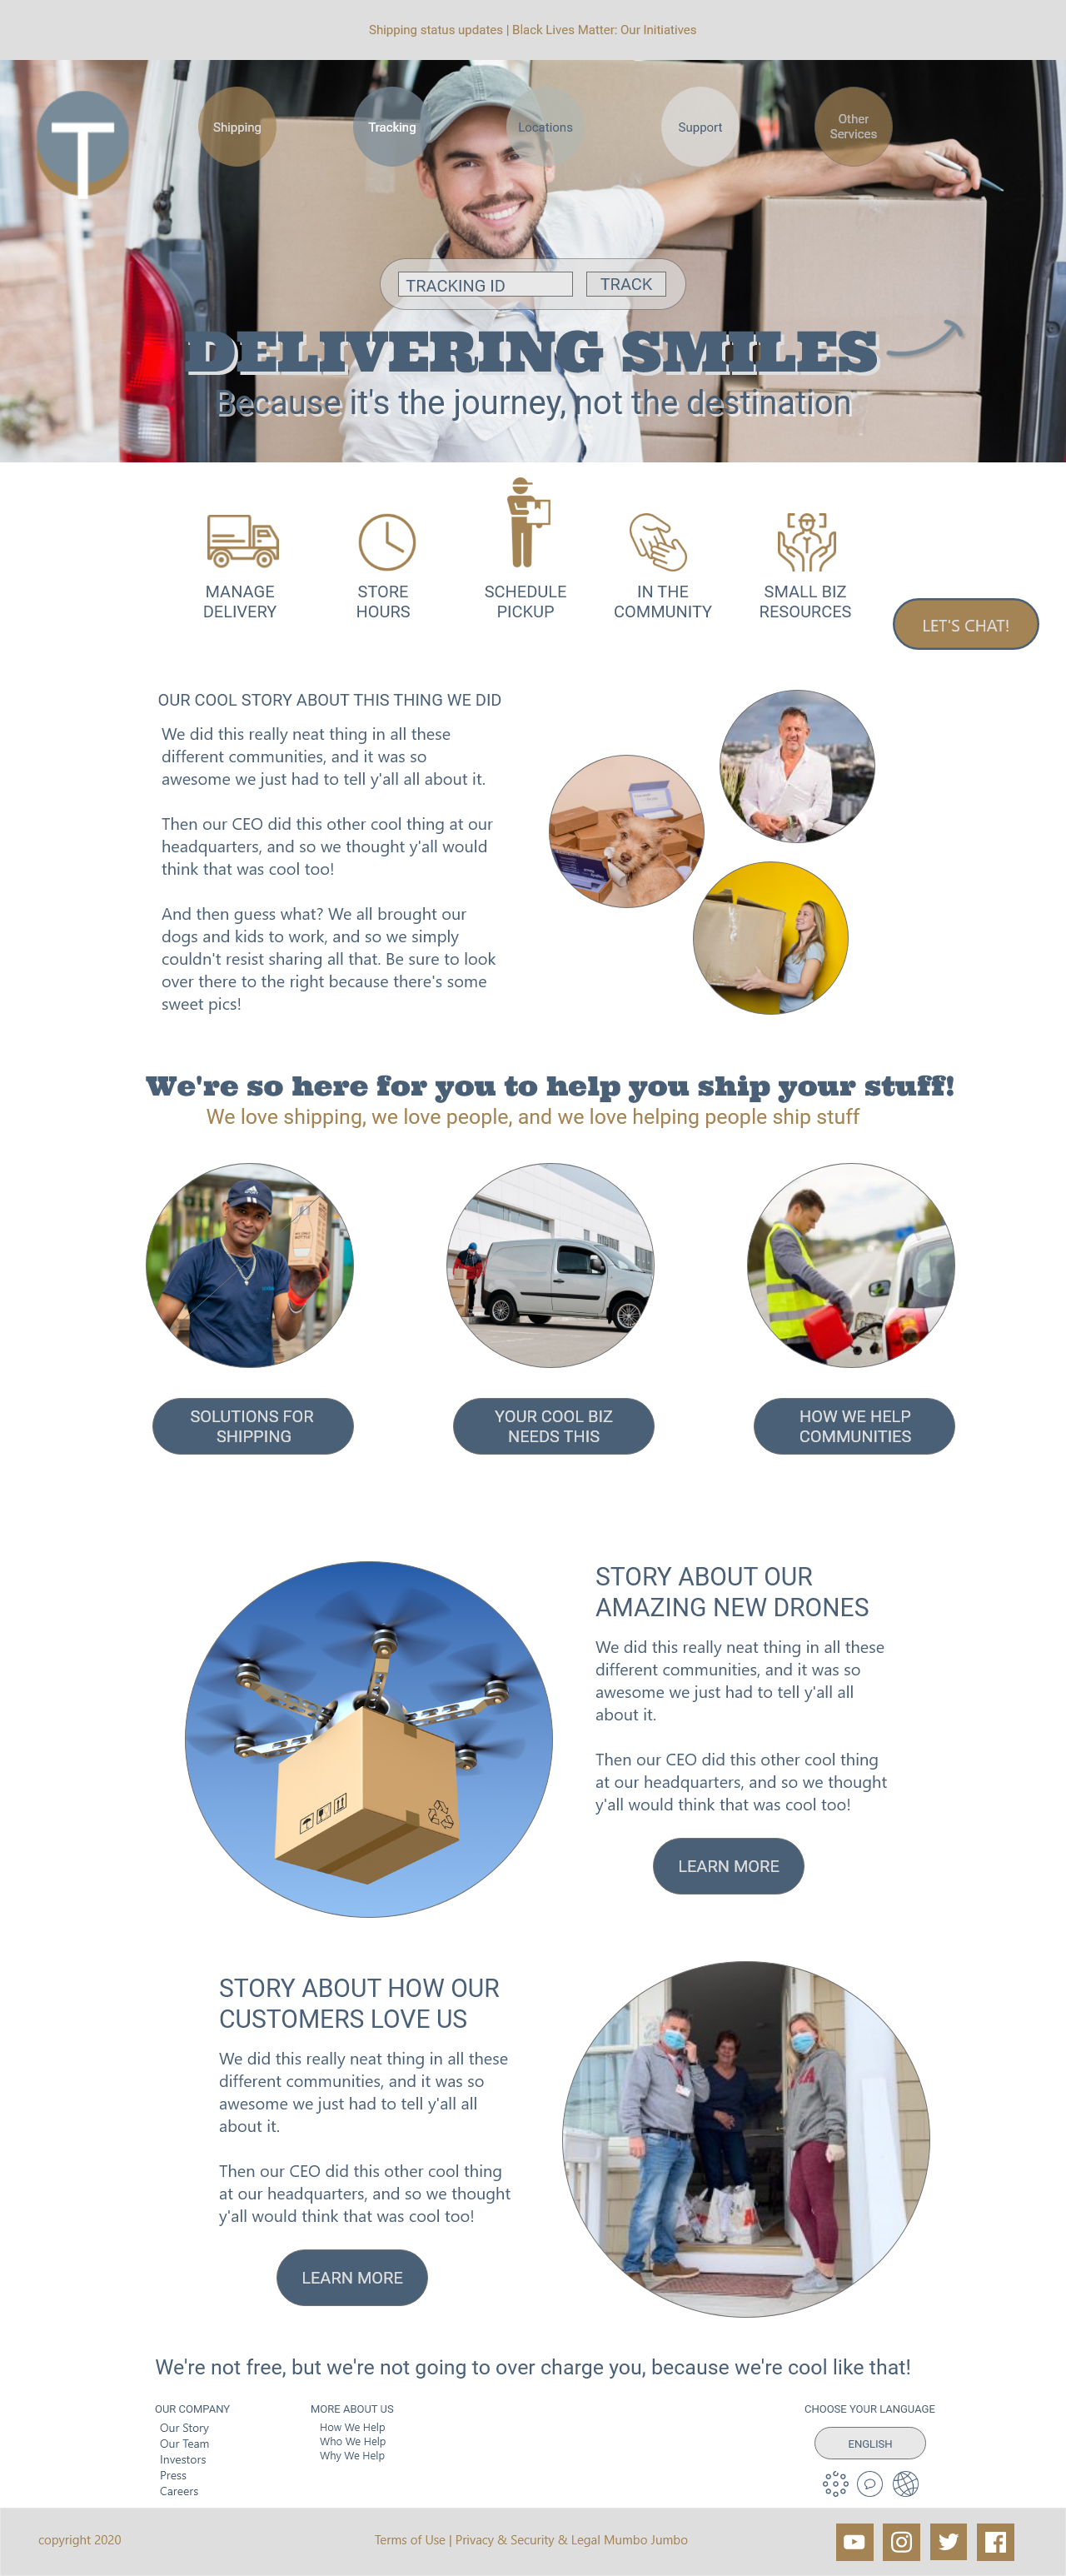 Shipping status updates | Black Lives Matter: Our Initiatives
T
Shipping
Tracking
Locations
Support
Other
Services
TRACKING ID
TRACK
DELIVERING SMILES
Because it's the journey, not the destination
MANAGE
DELIVERY
STORE
HOURS
SCHEDULE
PICKUP
IN THE
COMMUNITY
SMALL BIZ
RESOURCES
LET'S CHAT!
OUR COOL STORY ABOUT THIS THING WE DID
We did this really neat thing in all these
different communities, and it was so
awesome we just had to tell y'all all about it.
Then our CEO did this other cool thing at our
headquarters, and so we thought y'all would
think that was cool too!
And then guess what? We all brought our
dogs and kids to work, and so we simply
couldn't resist sharing all that. Be sure to look
over there to the right because there's some
sweet pics!
We're so here for you to help you ship your stuff!
We love shipping, we love people, and we love helping people ship stuff
SOLUTIONS FOR
SHIPPING
YOUR COOL BIZ
NEEDS THIS
HOW WE HELP
COMMUNITIES
STORY ABOUT OUR
AMAZING NEW DRONES
We did this really neat thing in all these
different communities, and it was so
awesome we just had to tell y'all all
about it.
Then our CEO did this other cool thing
at our headquarters, and so we thought
y'all would think that was cool too!
LEARN MORE
STORY ABOUT HOW OUR
CUSTOMERS LOVE US
We did this really neat thing in all these
different communities, and it was so
awesome we just had to tell y'all all
about it.
Then our CEO did this other cool thing
at our headquarters, and so we thought
y'all would think that was cool too!
LEARN MORE
We're not free, but we're not going to over charge you, because we're cool like that!
OUR COMPANY
Our Story
Our Team
Investors
Press
Careers
MORE ABOUT US
How We Help
Who We Help
Why We Help
CHOOSE YOUR LANGUAGE
ENGLISH
copyright 2020
Terms of Use | Privacy & Security & Legal Mumbo Jumbo